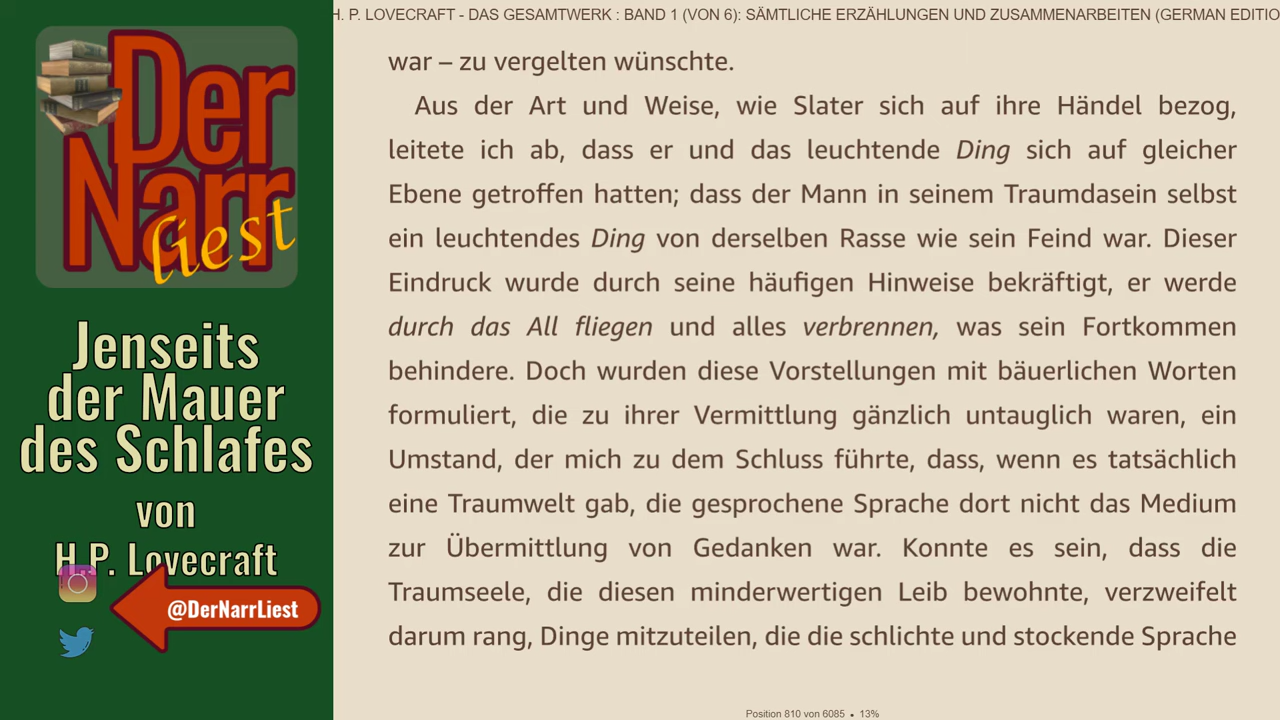 H. P. LOVECRAFT - DAS GESAMTWERK : BAND 1 (VON 6): SÄMTLICHE ERZÄHLUNGEN UND ZUSAMMENARBEITEN (GERMAN EDITIO
Der
Narr
liest
Jenseits
der Mauer
des Schlafes
von
H.P. Lovecraft
@DerNarrLiest
war – zu vergelten wünschte.
Aus der Art und Weise, wie Slater sich auf ihre Händel bezog,
leitete ich ab, dass er und das leuchtende Ding sich auf gleicher
Ebene getroffen hatten; dass der Mann in seinem Traumdasein selbst
ein leuchtendes Ding von derselben Rasse wie sein Feind war. Dieser
Eindruck wurde durch seine häufigen Hinweise bekräftigt, er werde
durch das All fliegen und alles verbrennen, was sein Fortkommen
behindere. Doch wurden diese Vorstellungen mit bäuerlichen Worten
formuliert, die zu ihrer Vermittlung gänzlich untauglich waren, ein
Umstand, der mich zu dem Schluss führte, dass, wenn es tatsächlich
eine Traumwelt gab, die gesprochene Sprache dort nicht das Medium
zur Übermittlung von Gedanken war. Konnte es sein, dass die
Traumseele, die diesen minderwertigen Leib bewohnte, verzweifelt
darum rang, Dinge mitzuteilen, die die schlichte und stockende Sprache
Position 810 von 6085 • 13%